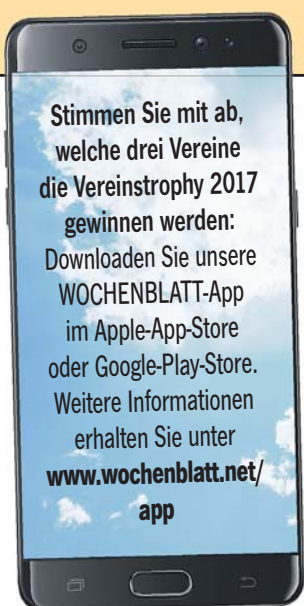 Stimmen Sie mit ab,
welche drei Vereine
die Vereinstrophy 2017
gewinnen werden:
Downloaden Sie unsere
WOCHENBLATT-App
im Apple-App-Store
oder Google-Play-Store.
Weitere Informationen
erhalten Sie unter
www.wochenblatt.net/
app